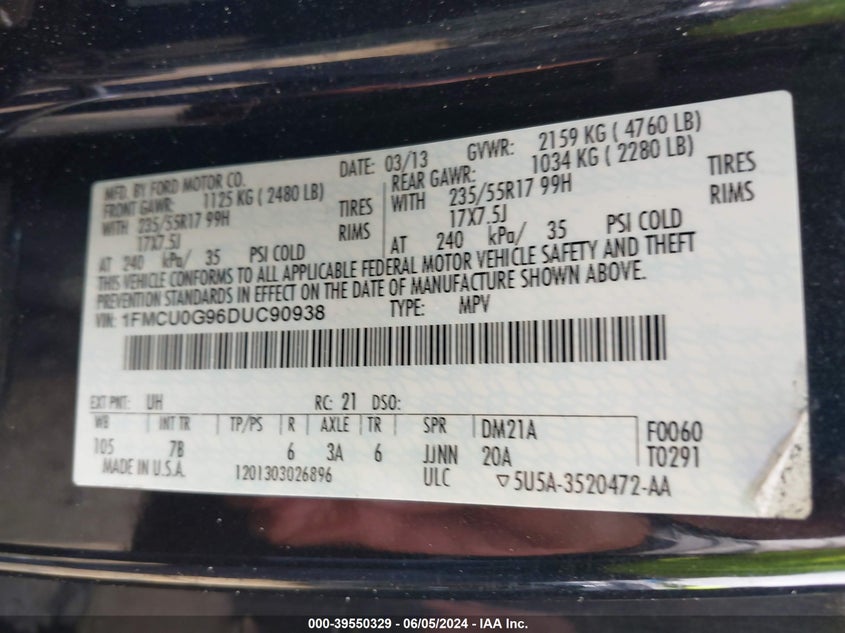 MFD. BY FORD MOTOR CO.
DATE: 03/13 GVWR: 2159 KG ( 4760 LB)
FRONT GAWR: 1125 KG ( 2480 LB) REAR GAWR: 1034 KG ( 2280 LB)
WITH 235/55R17 99H TIRES WITH 235/55R17 99H TIRES
17X7.5J RIMS 17X7.5J RIMS
AT 240 kPa/ 35 PSI COLD AT 240 kPa/ 35 PSI COLD
THIS VEHICLE CONFORMS TO ALL APPLICABLE FEDERAL MOTOR VEHICLE SAFETY AND THEFT
PREVENTION STANDARDS IN EFFECT ON THE DATE OF MANUFACTURE SHOWN ABOVE.
VIN: 1FMCU0G96DUC90938 TYPE: MPV
EXT PNT: UH RC: 21 DSO:
WB INT TR TP/PS R AXLE TR SPR DM21A F0060
105 7B 6 3A 6 JJNN 20A T0291
MADE IN U.S.A. 1201303026896 ULC ▽5U5A-3520472-AA
000-39550329 - 06/05/2024 - IAA Inc.